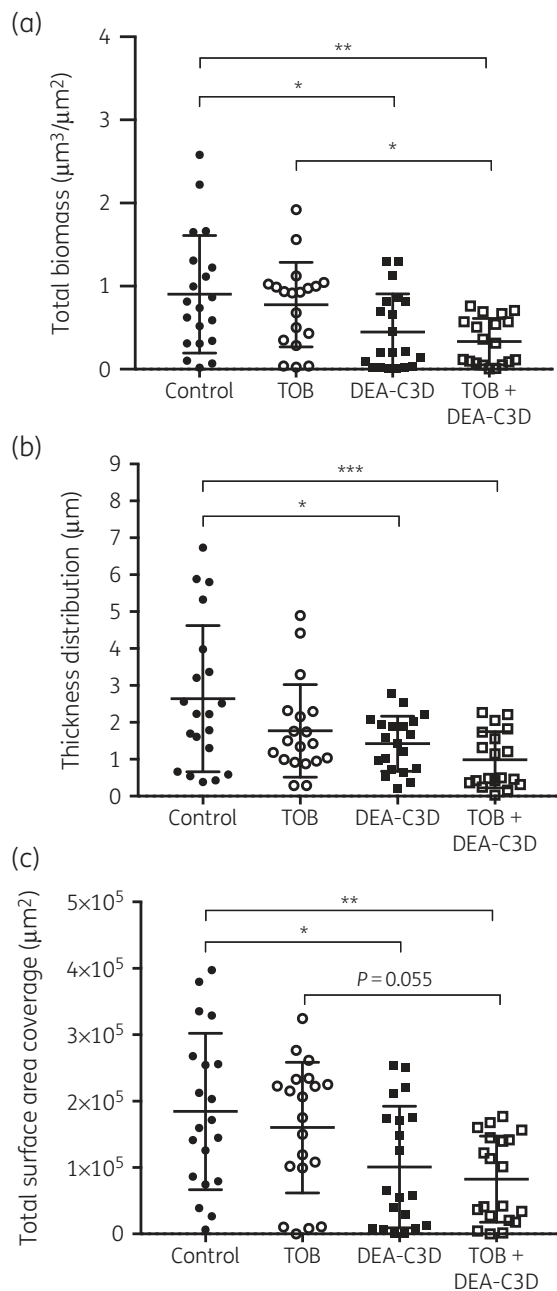 (a)
Total biomass (μm³/μm²)
4
3
2
1
0
**
*
*
Control TOB DEA-C3D TOB +
DEA-C3D
(b)
Thickness distribution (μm)
9
8
7
6
5
4
3
2
1
0
***
*
Control TOB DEA-C3D TOB +
DEA-C3D
(c)
Total surface area coverage (μm²)
5×10⁵
4×10⁵
3×10⁵
2×10⁵
1×10⁵
0
**
*
P = 0.055
Control TOB DEA-C3D TOB +
DEA-C3D